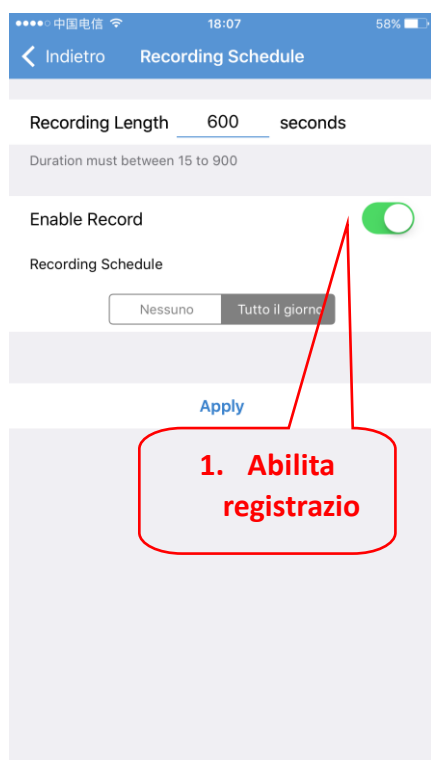 中国电信 18:07 58%
Indietro Recording Schedule
Recording Length 600 seconds
Duration must between 15 to 900
Enable Record
Recording Schedule
Nessuno Tutto il giorno
Apply
1. Abilita
registrazio